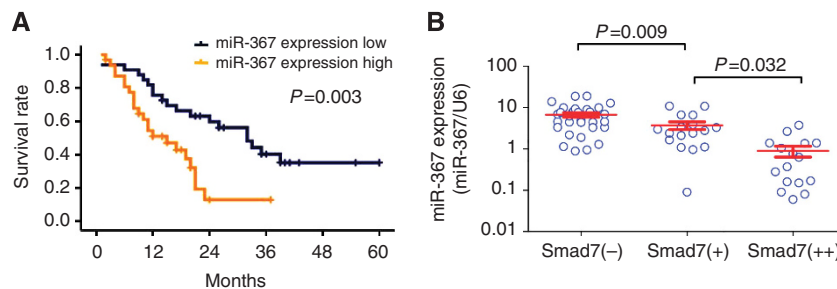 A
miR-367 expression low
miR-367 expression high
P=0.003
Survival rate
1.0
0.8
0.6
0.4
0.2
0.0
0 12 24 36 48 60
Months
B
P=0.009
P=0.032
miR-367 expression
(miR-367/U6)
100
10
1
0.1
0.01
Smad7(–) Smad7(+) Smad7(++)